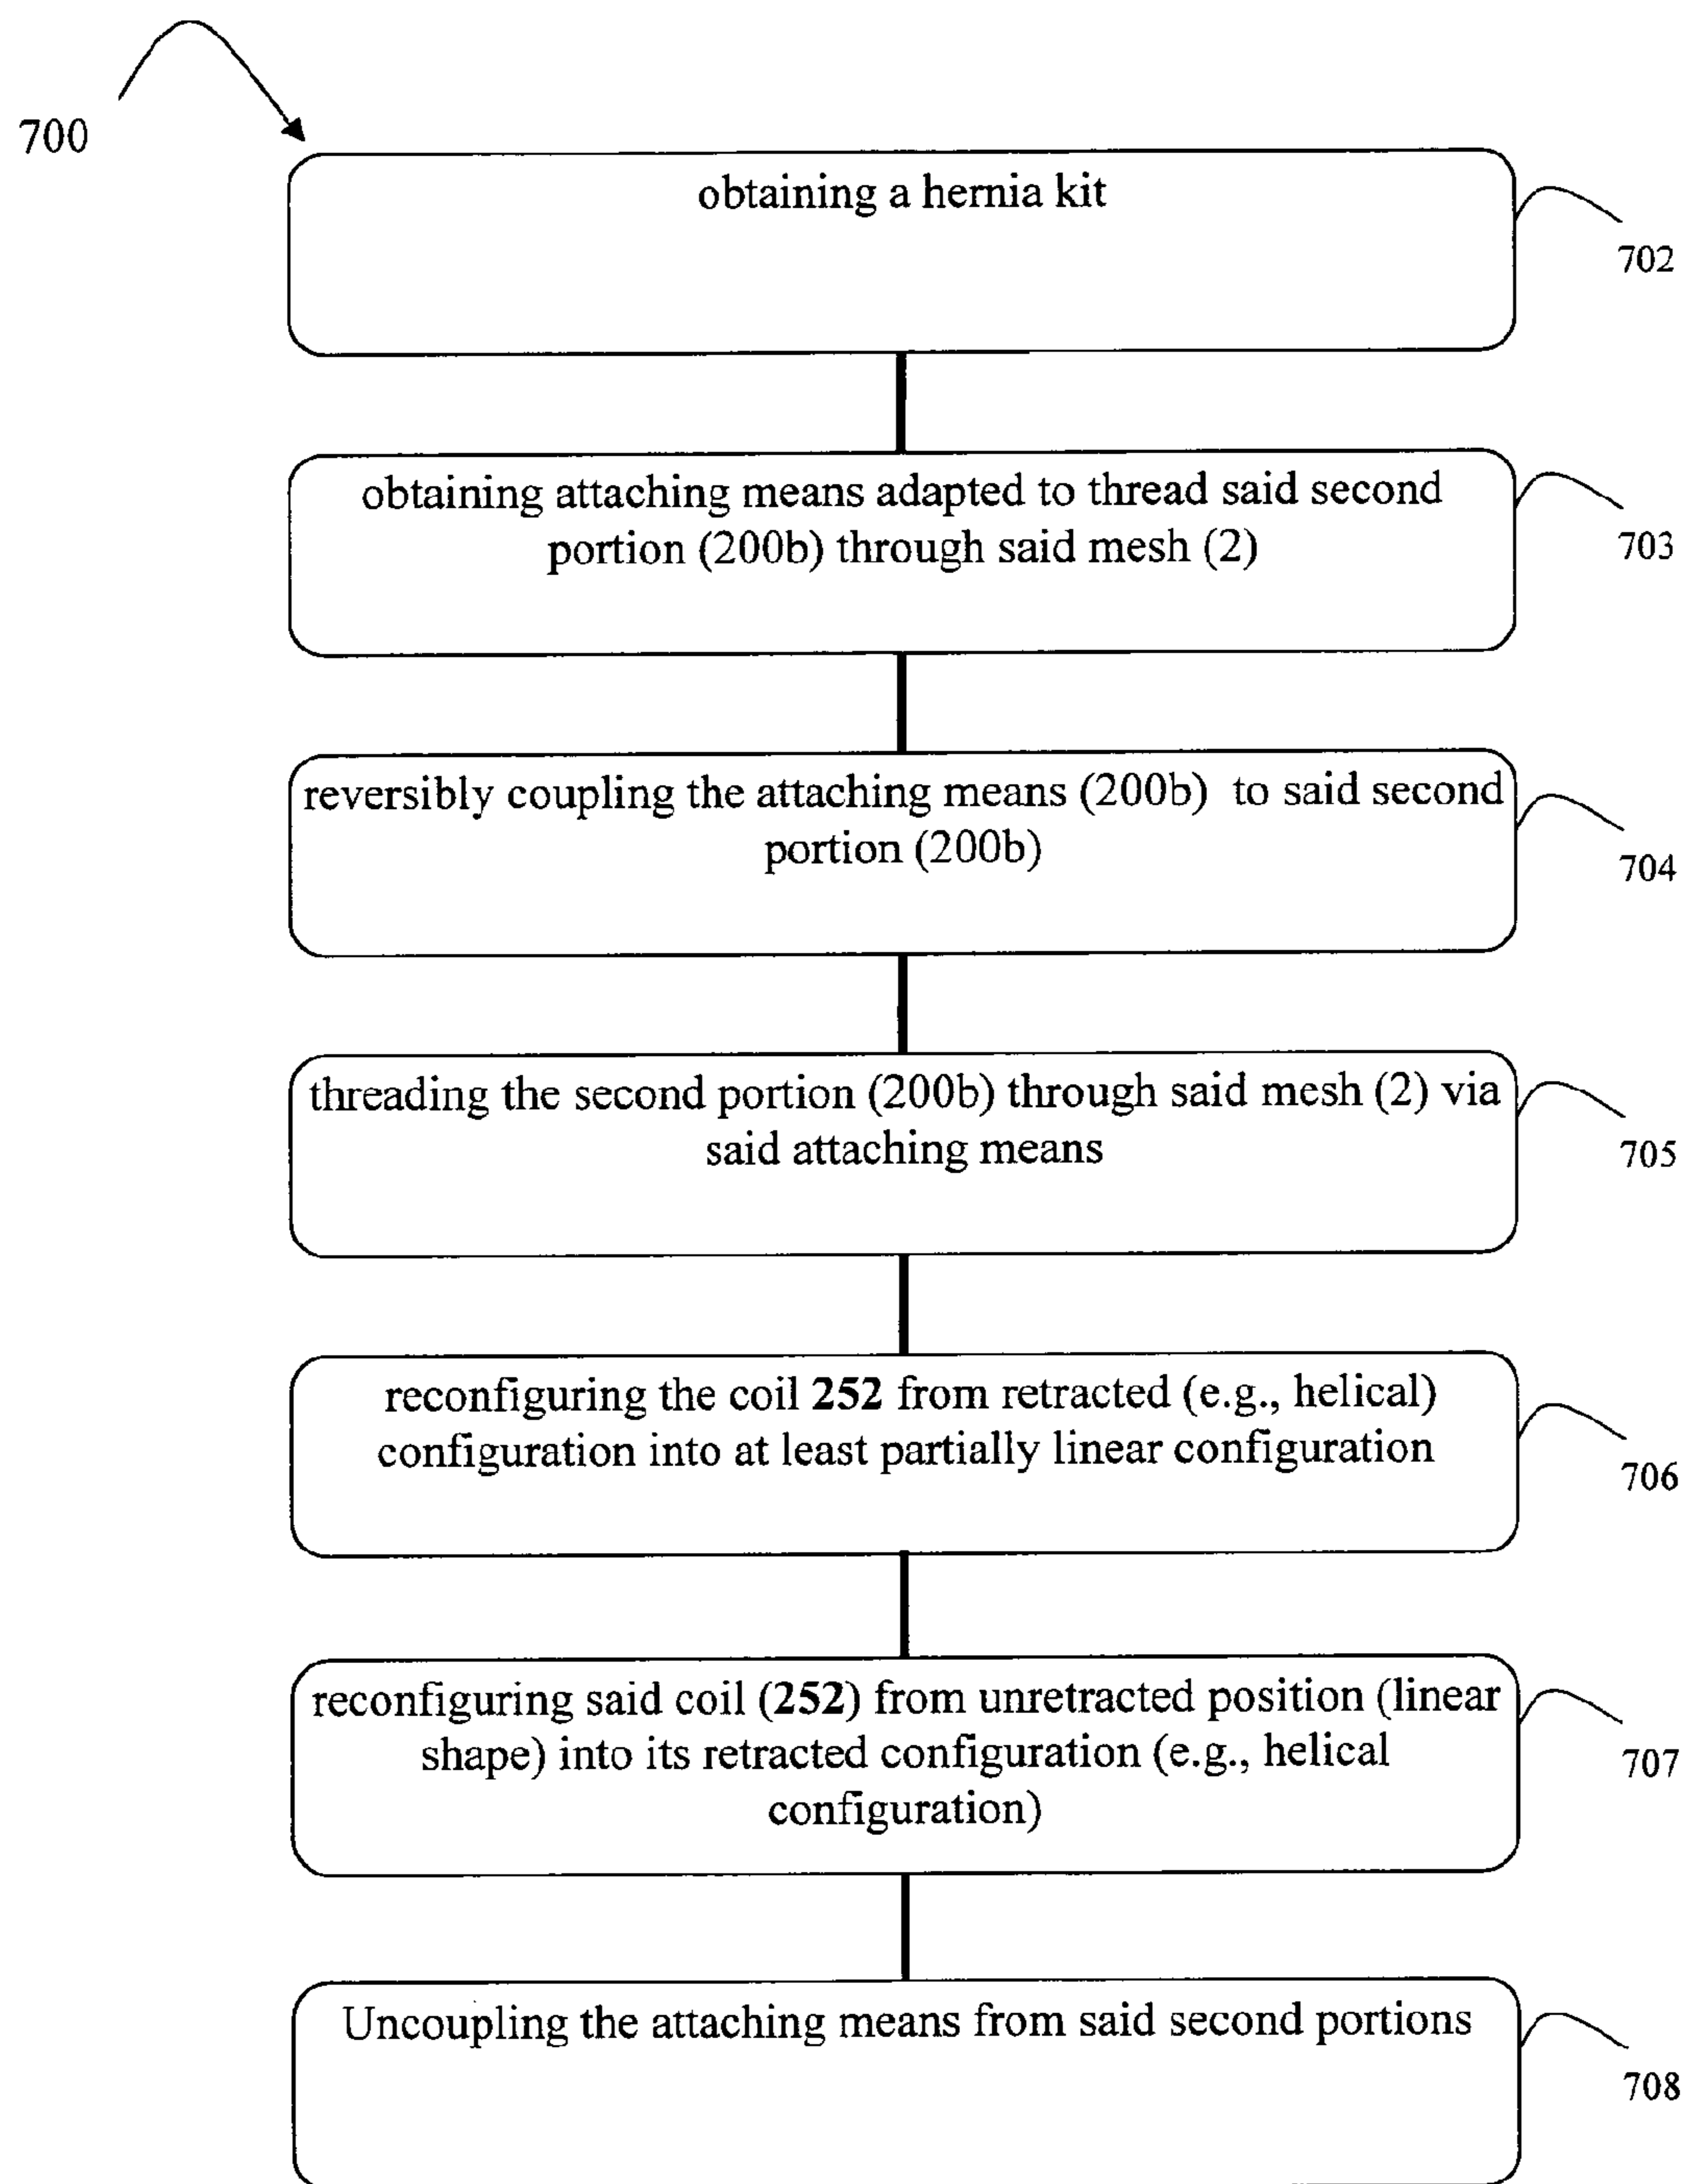 700
obtaining a hernia kit
702
obtaining attaching means adapted to thread said second
portion (200b) through said mesh (2)
703
reversibly coupling the attaching means (200b) to said second
portion (200b)
704
threading the second portion (200b) through said mesh (2) via
said attaching means
705
reconfiguring the coil 252 from retracted (e.g., helical)
configuration into at least partially linear configuration
706
reconfiguring said coil (252) from unretracted position (linear
shape) into its retracted configuration (e.g., helical
configuration)
707
Uncoupling the attaching means from said second portions
708